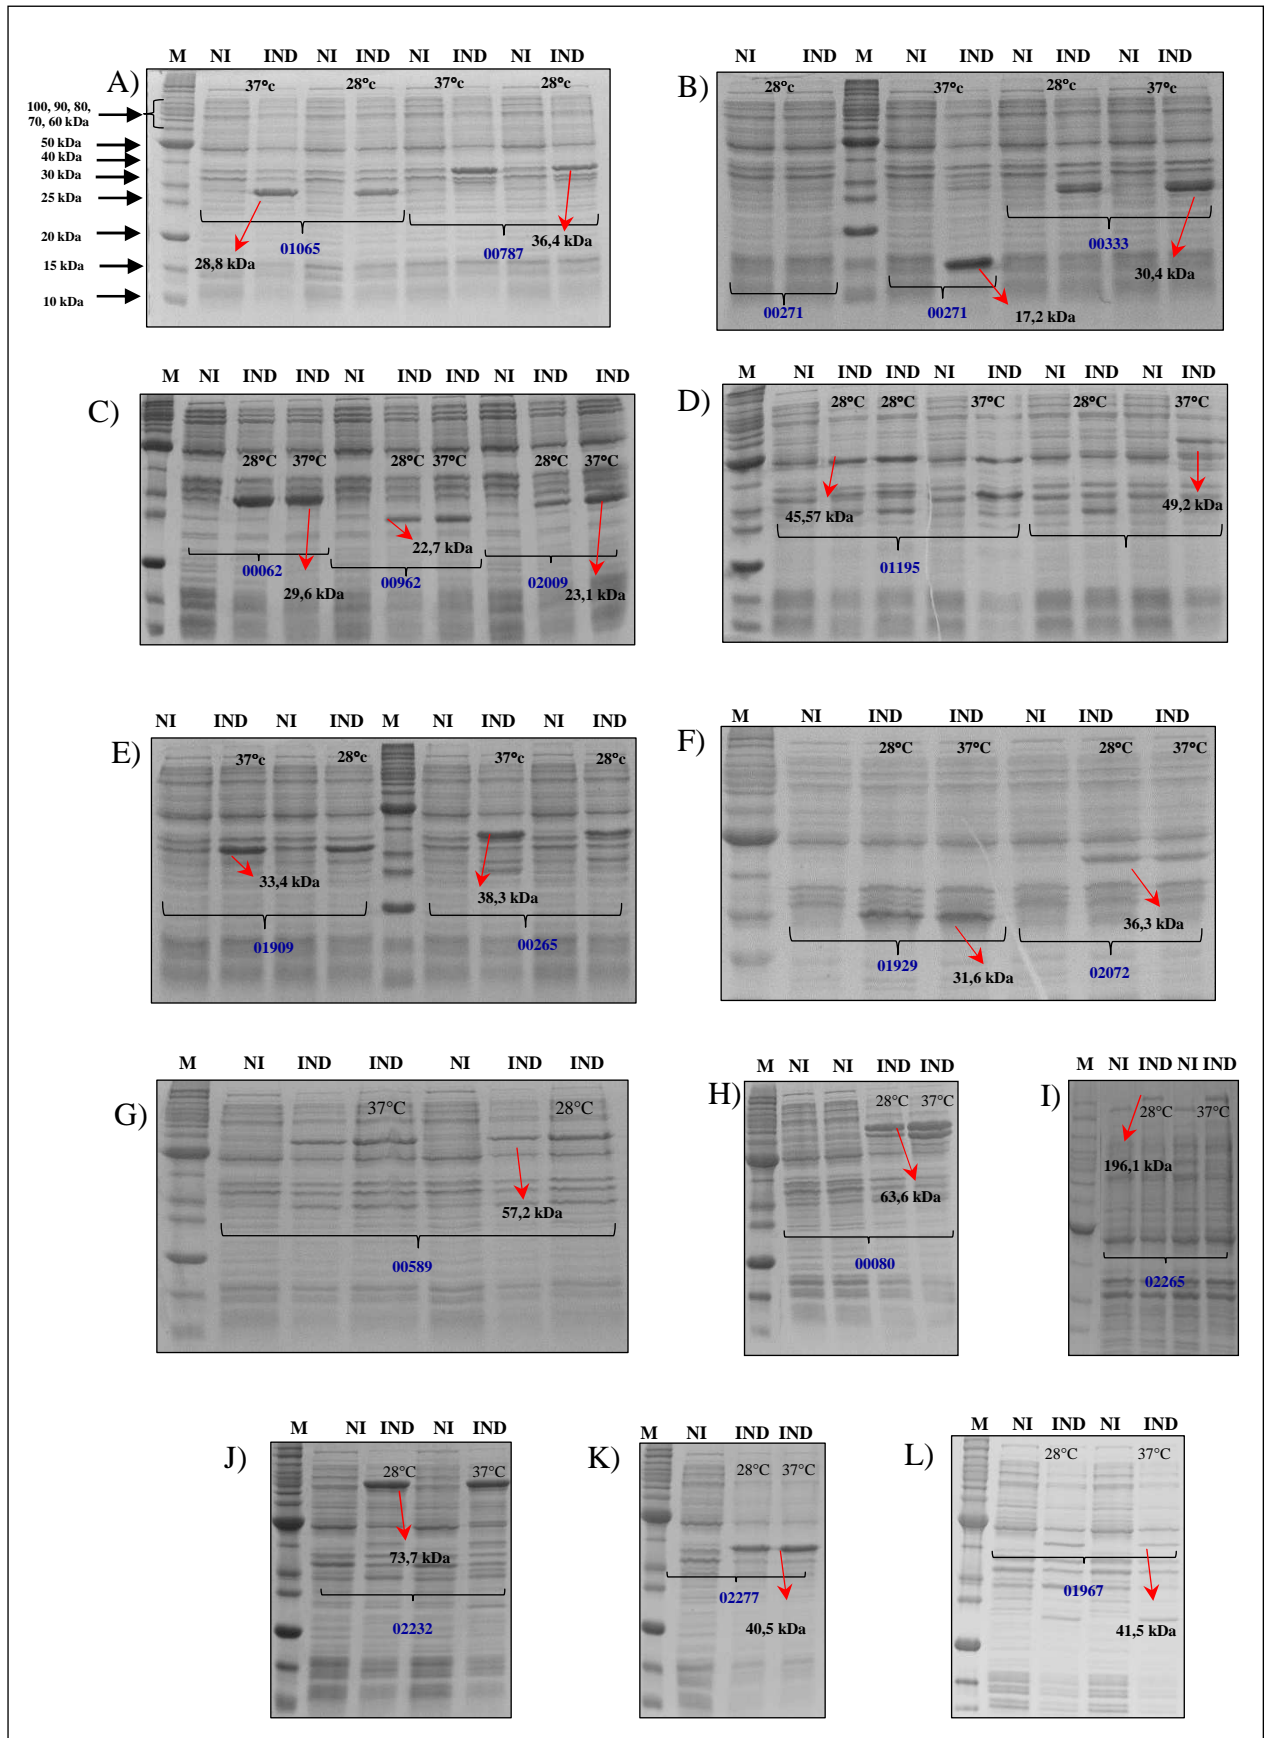 M NI IND NI IND NI IND NI IND
A)
37°c 28°c 37°c 28°c
100, 90, 80,
70, 60 kDa
50 kDa
40 kDa
30 kDa
25 kDa
20 kDa
15 kDa
10 kDa
01065
00787
28,8 kDa
36,4 kDa
NI IND M NI IND NI IND NI IND
B)
28°c 37°c 28°c 37°c
00333
30,4 kDa
00271 00271
17,2 kDa
M NI IND IND NI IND IND NI IND IND
C)
28°C 37°C 28°C 37°C 28°C 37°C
22,7 kDa
00062
00962
02009
29,6 kDa
23,1 kDa
M NI IND IND NI IND NI IND NI IND
D)
28°C 28°C 37°C 28°C 37°C
45,57 kDa
49,2 kDa
01195
NI IND NI IND M NI IND NI IND
E)
37°c 28°c 37°c 28°c
33,4 kDa
38,3 kDa
01909
00265
M NI IND IND NI IND IND
F)
28°C 37°C 28°C 37°C
36,3 kDa
01929
02072
31,6 kDa
M NI IND IND NI IND IND
G)
37°C 28°C
57,2 kDa
00589
M NI NI IND IND
H)
28°C 37°C
63,6 kDa
00080
M NI IND NI IND
I)
28°C 37°C
196,1 kDa
02265
M NI IND NI IND
J)
28°C 37°C
73,7 kDa
02232
M NI IND IND
K)
28°C 37°C
02277
40,5 kDa
M NI IND NI IND
L)
28°C 37°C
01967
41,5 kDa